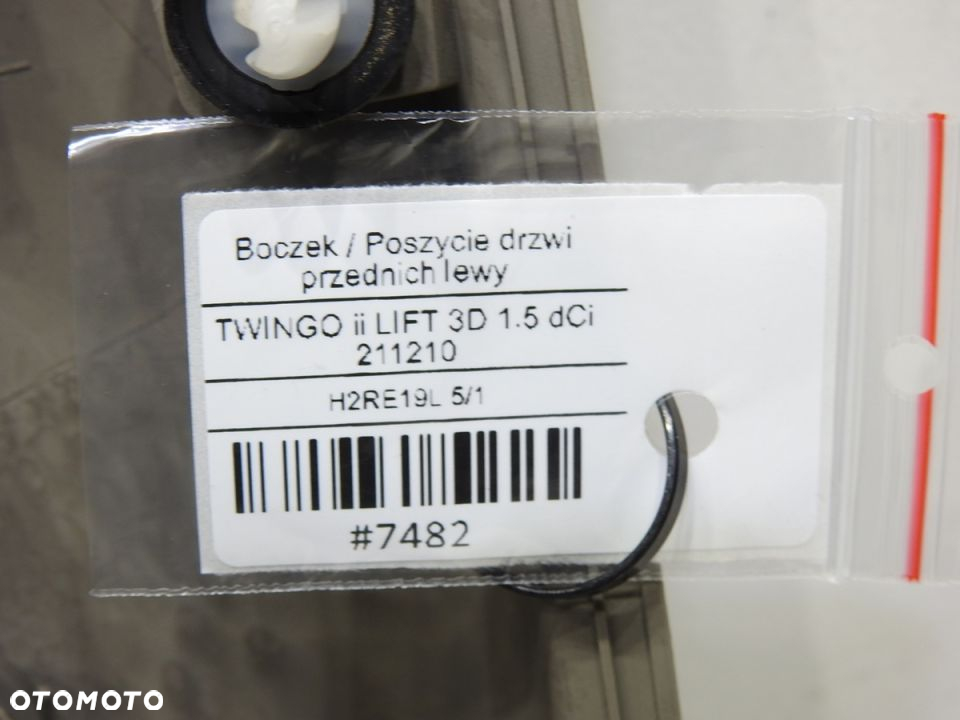 Boczek / Poszycie drzwi
przednich lewy
TWINGO ii LIFT 3D 1.5 dCi
211210
H2RE19L 5/1
#7482
OTOMOTO